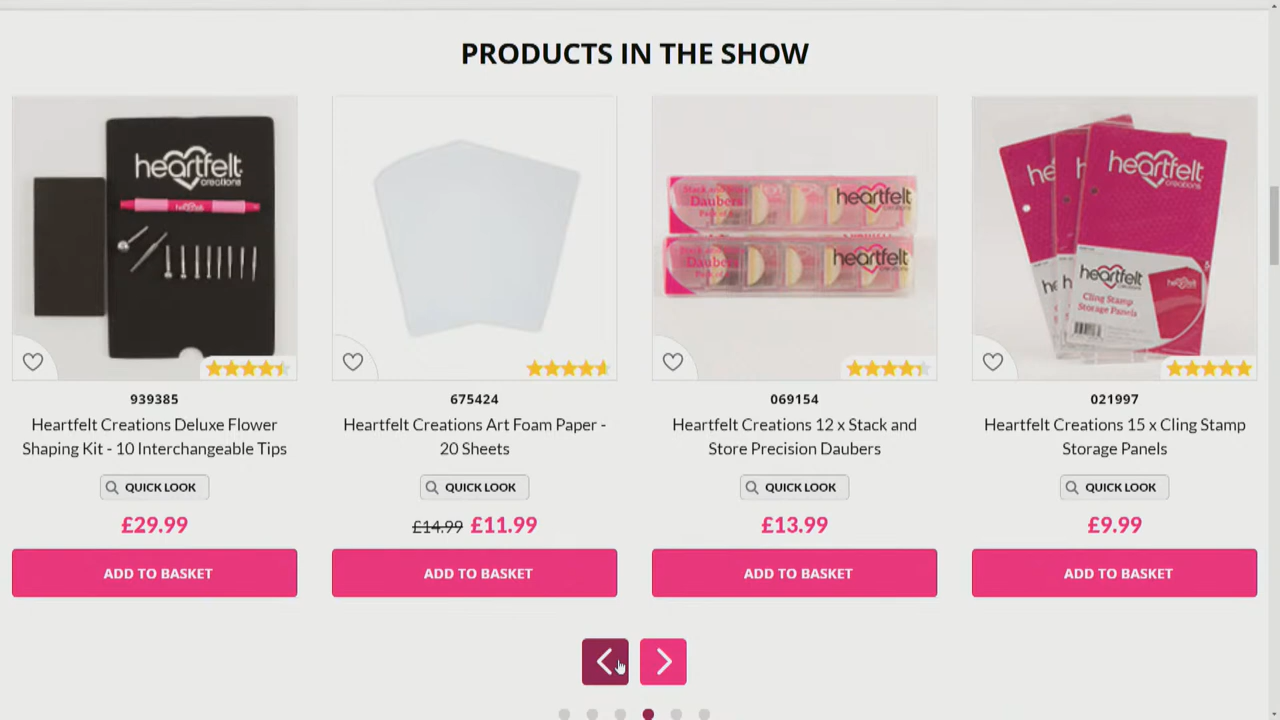 PRODUCTS IN THE SHOW
heartfelt
creations
heartfelt
Daubers
heartfelt
creations
Daubers
heartfelt
creations
heartfelt
creations
heartfelt
creations
Cling Stamp
Storage Panels
939385
Heartfelt Creations Deluxe Flower
Shaping Kit - 10 Interchangeable Tips
QUICK LOOK
£29.99
ADD TO BASKET
675424
Heartfelt Creations Art Foam Paper -
20 Sheets
QUICK LOOK
£14.99 £11.99
ADD TO BASKET
069154
Heartfelt Creations 12 x Stack and
Store Precision Daubers
QUICK LOOK
£13.99
ADD TO BASKET
021997
Heartfelt Creations 15 x Cling Stamp
Storage Panels
QUICK LOOK
£9.99
ADD TO BASKET